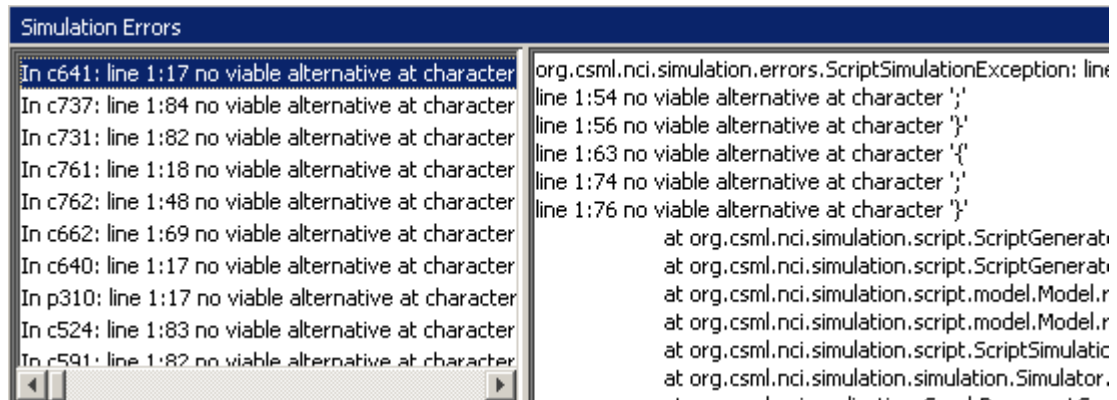 Simulation Errors
In c641: line 1:17 no viable alternative at character
In c737: line 1:84 no viable alternative at character
In c731: line 1:82 no viable alternative at character
In c761: line 1:18 no viable alternative at character
In c762: line 1:48 no viable alternative at character
In c662: line 1:69 no viable alternative at character
In c640: line 1:17 no viable alternative at character
In p310: line 1:17 no viable alternative at character
In c524: line 1:83 no viable alternative at character
In c591: line 1:82 no viable alternative at character
org.csml.nci.simulation.errors.ScriptSimulationException: line
line 1:54 no viable alternative at character ';'
line 1:56 no viable alternative at character '}'
line 1:63 no viable alternative at character '{'
line 1:74 no viable alternative at character ';'
line 1:76 no viable alternative at character '}'
at org.csml.nci.simulation.script.ScriptGenerat
at org.csml.nci.simulation.script.ScriptGenerat
at org.csml.nci.simulation.script.model.Model.r
at org.csml.nci.simulation.script.model.Model.r
at org.csml.nci.simulation.script.ScriptSimulatio
at org.csml.nci.simulation.simulation.Simulator.